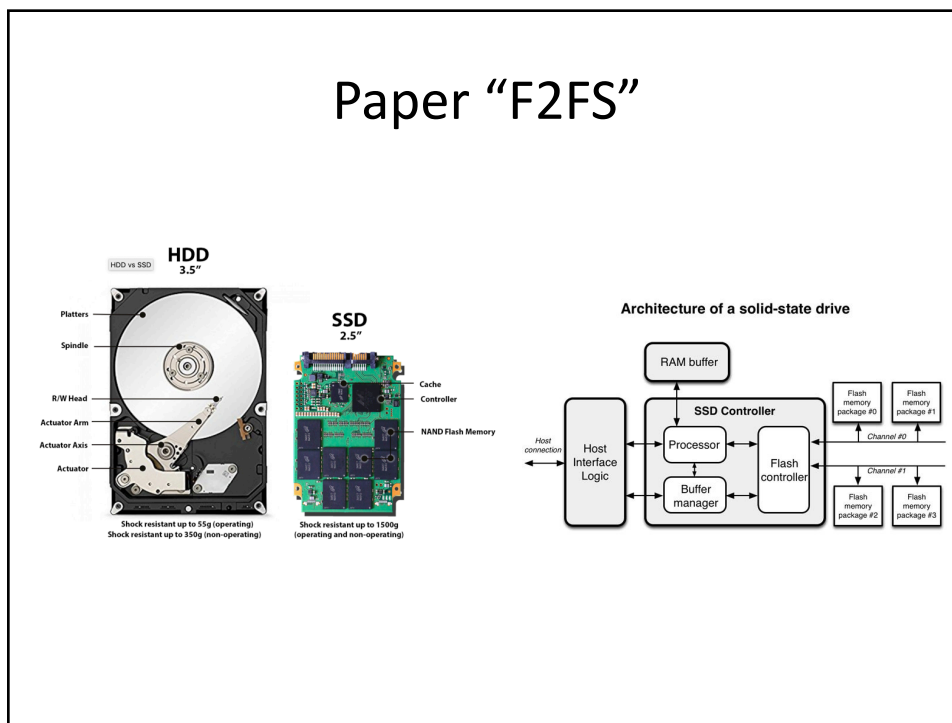 Paper “F2FS”
HDD vs SSD
HDD
3.5”
Platters
Spindle
R/W Head
Actuator Arm
Actuator Axis
Actuator
Shock resistant up to 55g (operating)
Shock resistant up to 350g (non-operating)
SSD
2.5”
Cache
Controller
NAND Flash Memory
Shock resistant up to 1500g
(operating and non-operating)
Architecture of a solid-state drive
RAM buffer
SSD Controller
Host
connection
Host
Interface
Logic
Processor
Buffer
manager
Flash
controller
Flash
memory
package #0
Flash
memory
package #1
Channel #0
Channel #1
Flash
memory
package #2
Flash
memory
package #3